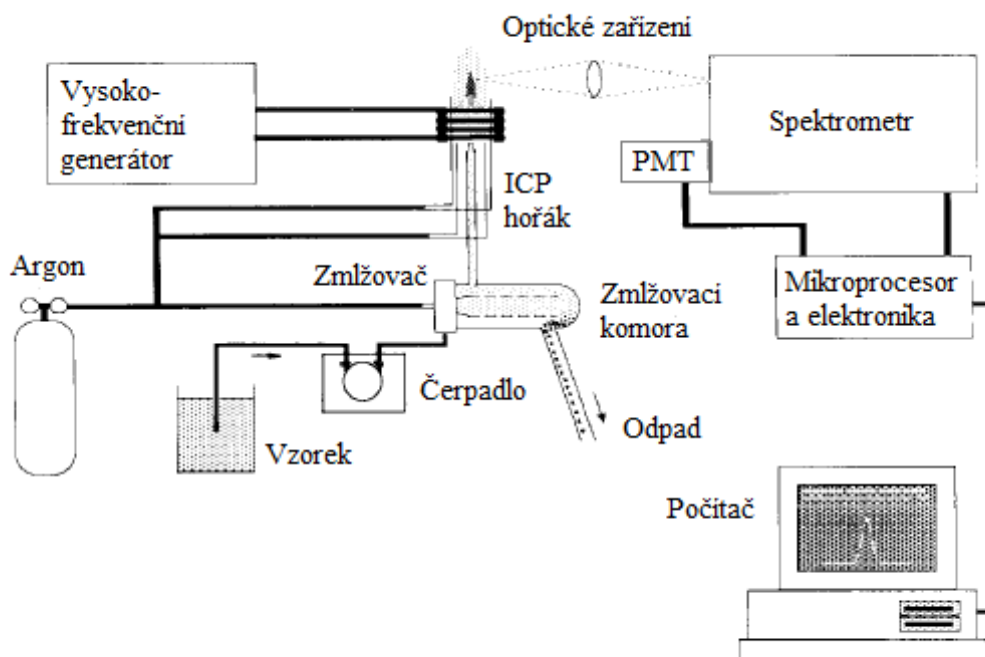 Optické zařízení
Vysoko-
frekvenční
generátor
Spektrometr
PMT
ICP
hořák
Argon
Zmlžovač
Zmlžovací
komora
Mikroprocesor
a elektronika
Čerpadlo
Vzorek
Odpad
Počítač